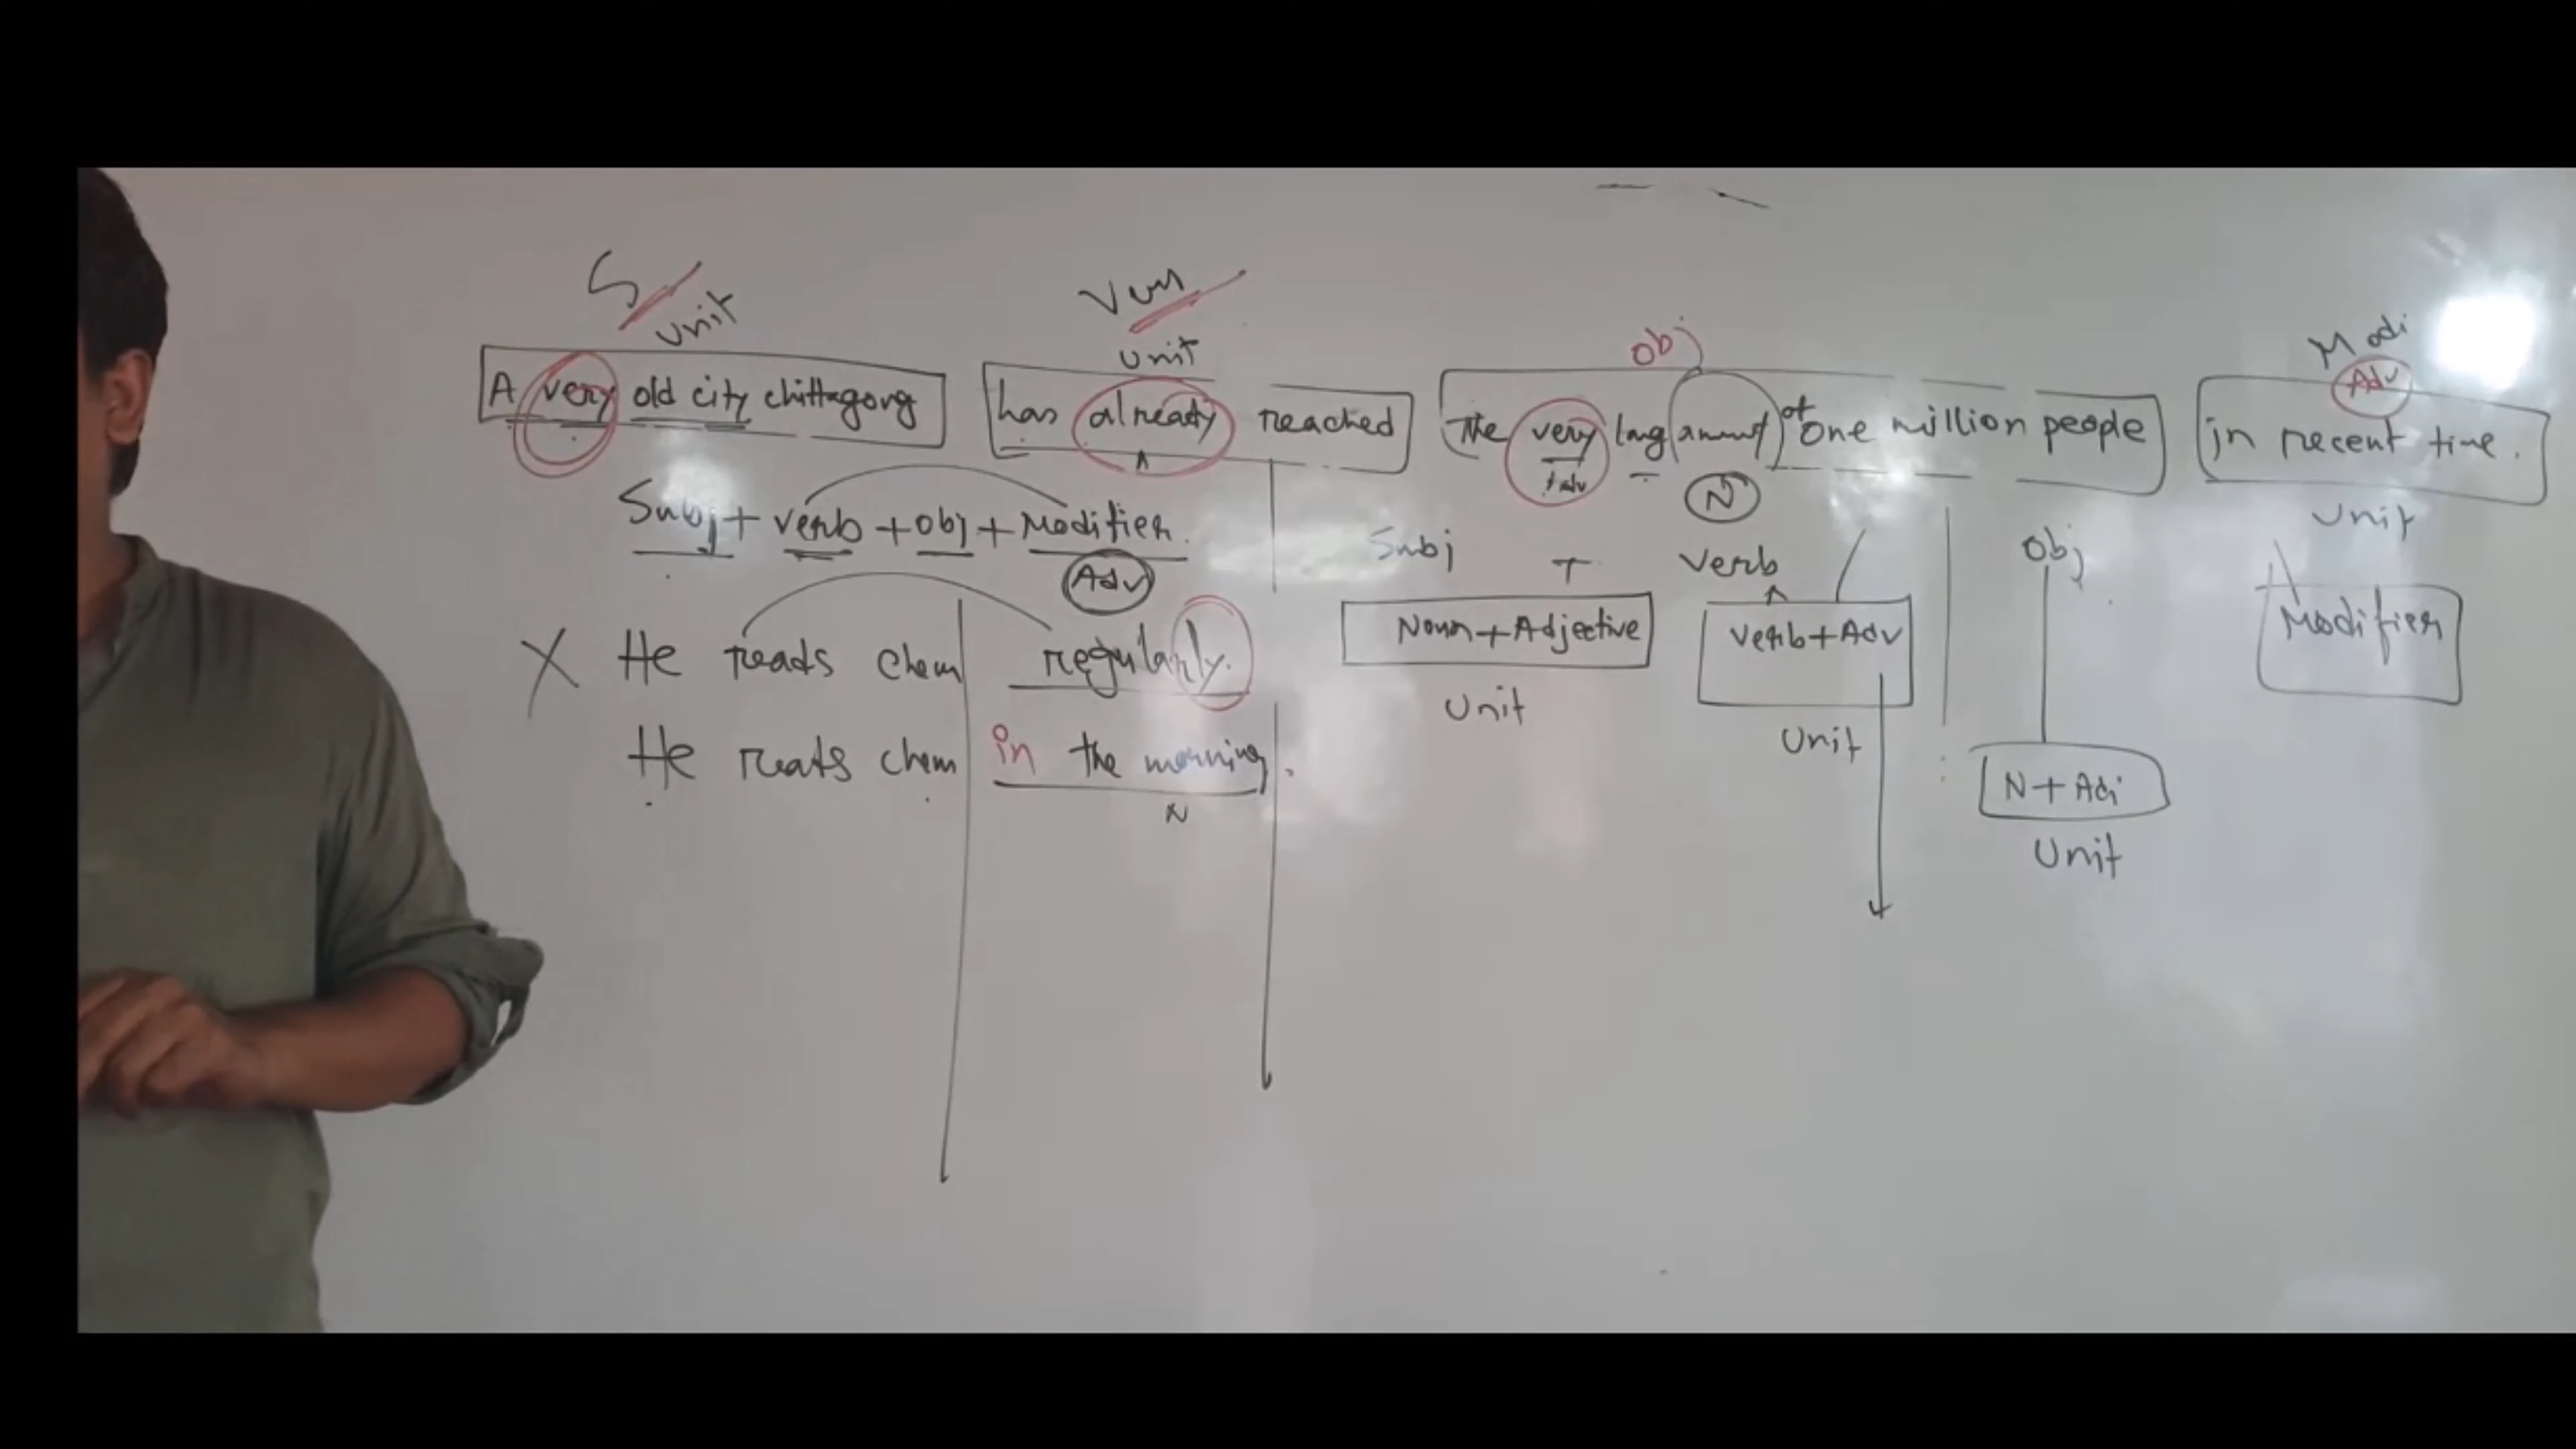 S unit
Verb unit
Obj
Modi
Adv
A very old city chittagong has already reached The very long amount of one million people in recent time.
Adv
N
Unit
Subj + verb + obj + Modifier.
Adv
Subj + Verb Obj
Noun + Adjective Verb + Adv Modifier
Unit Unit
X He reads chem regularly.
He reads chem in the morning.
N
N + Adj
Unit